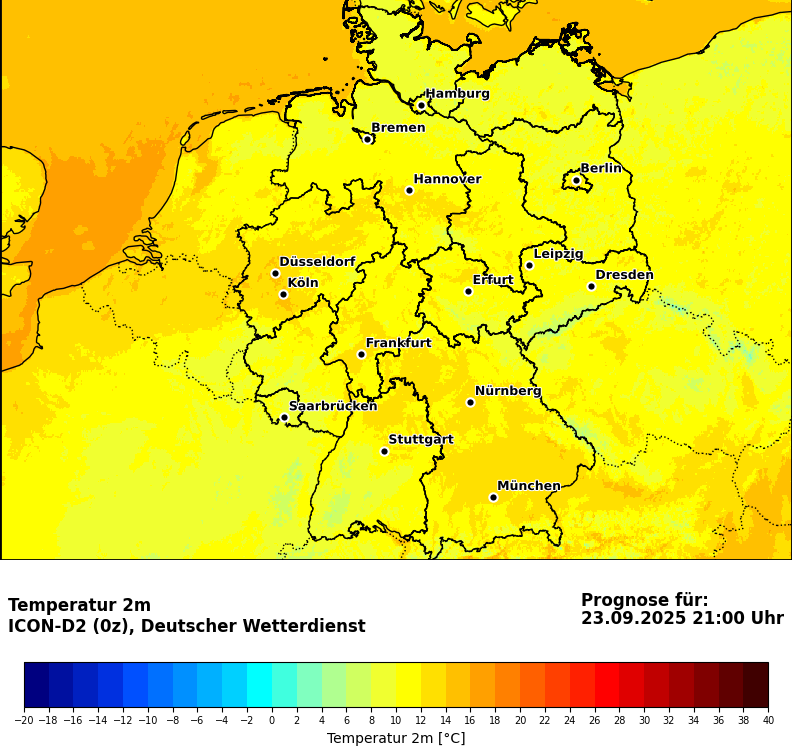 Hamburg
Bremen
Berlin
Hannover
Leipzig
Düsseldorf
Dresden
Köln
Erfurt
Frankfurt
Nürnberg
Saarbrücken
Stuttgart
München
Temperatur 2m
ICON-D2 (0z), Deutscher Wetterdienst
Prognose für:
23.09.2025 21:00 Uhr
−20 −18 −16 −14 −12 −10 −8 −6 −4 −2 0 2 4 6 8 10 12 14 16 18 20 22 24 26 28 30 32 34 36 38 40
Temperatur 2m [°C]